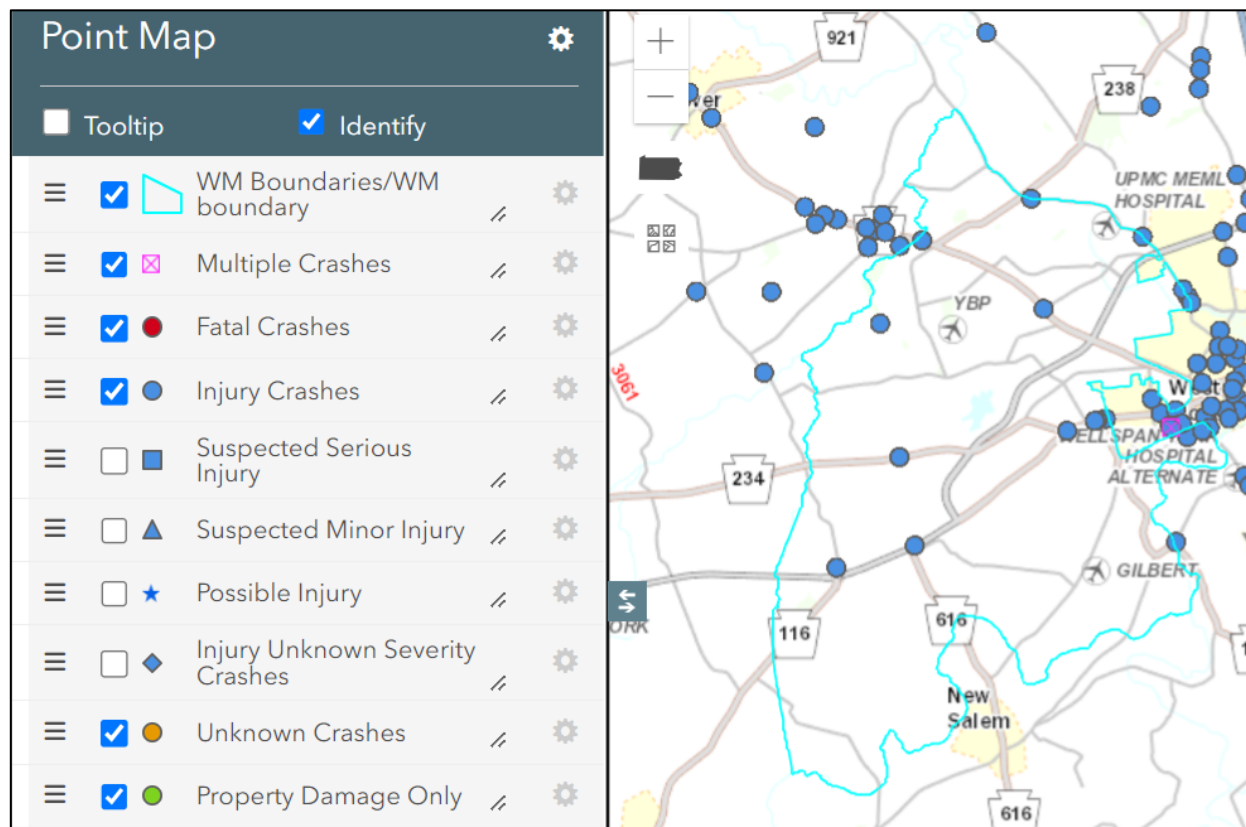 Point Map
Tooltip
Identify
WM Boundaries/WM
boundary
Multiple Crashes
Fatal Crashes
Injury Crashes
Suspected Serious
Injury
Suspected Minor Injury
Possible Injury
Injury Unknown Severity
Crashes
Unknown Crashes
Property Damage Only
921
238
UPMC MEML
HOSPITAL
YBP
3061
West
HOSPITAL
ALTERNATE
234
GILBERT
116
616
New
Salem
616